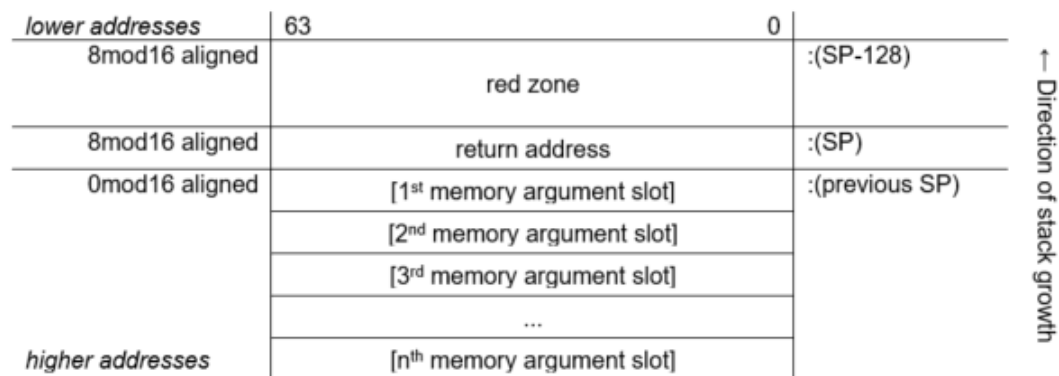 lower addresses 63 0
8mod16 aligned :(SP-128)
red zone
8mod16 aligned return address :(SP)
0mod16 aligned [1st memory argument slot] :(previous SP)
[2nd memory argument slot]
[3rd memory argument slot]
...
higher addresses [nth memory argument slot]
← Direction of stack growth